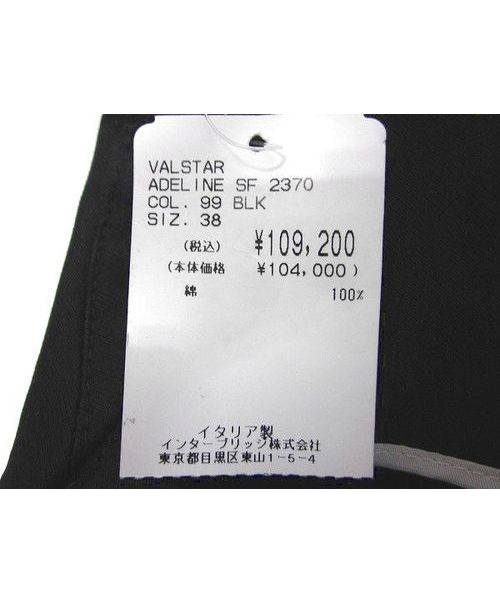 VALSTAR
ADELINE SF 2370
COL. 99 BLK
SIZ. 38
(税込) ¥109,200
(本体価格 ¥104,000)
綿 100%
イタリア製
インターブリッジ株式会社
東京都目黒区東山1-5-4